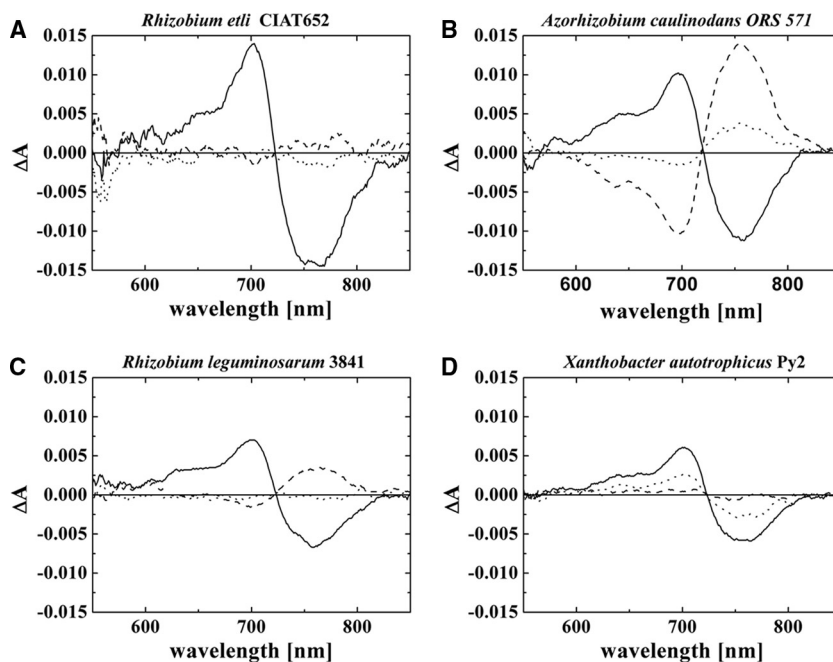 A
Rhizobium etli CIAT652
0.015
0.010
0.005
0.000
-0.005
-0.010
-0.015
ΔA
600
700
800
wavelength [nm]
B
Azorhizobium caulinodans ORS 571
0.015
0.010
0.005
0.000
-0.005
-0.010
-0.015
ΔA
600
700
800
wavelength [nm]
C
Rhizobium leguminosarum 3841
0.015
0.010
0.005
0.000
-0.005
-0.010
-0.015
ΔA
600
700
800
wavelength [nm]
D
Xanthobacter autotrophicus Py2
0.015
0.010
0.005
0.000
-0.005
-0.010
-0.015
ΔA
600
700
800
wavelength [nm]